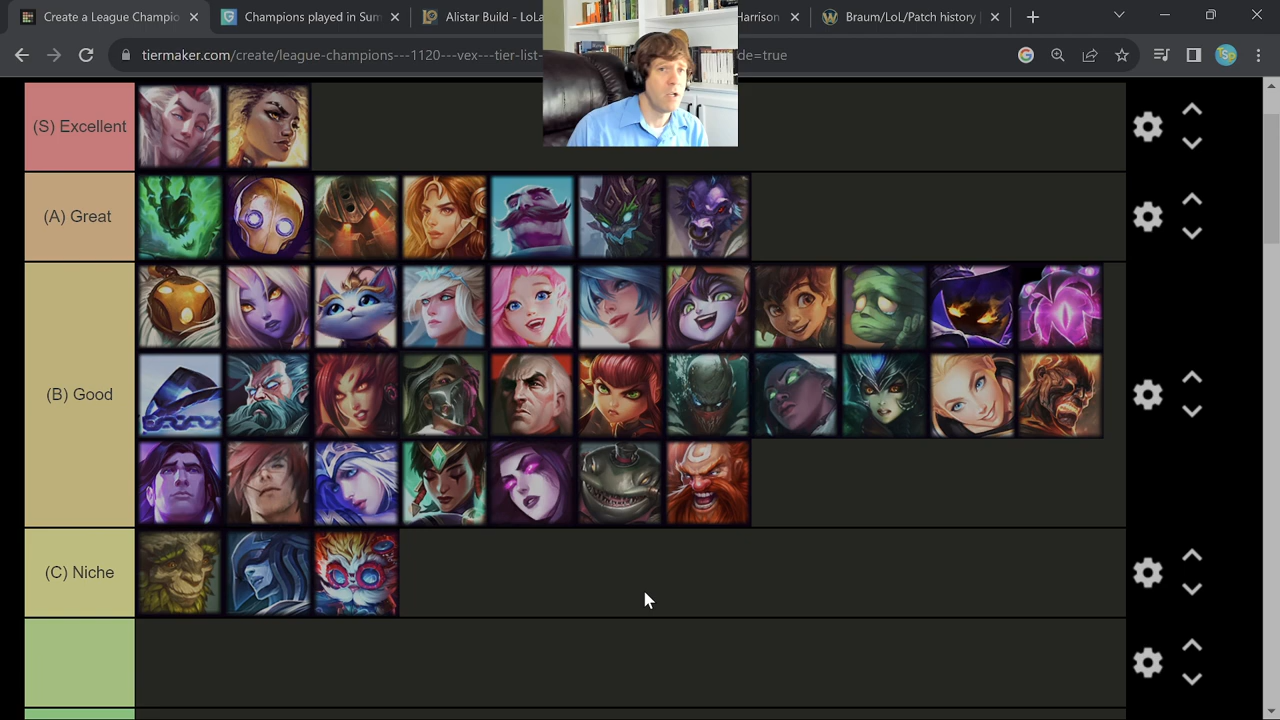 Create a League Champio
Champions played in Sum
Alistar Build - LoLa
Harrison
Braum/LoL/Patch history
tiermaker.com/create/league-champions---1120---vex---tier-list-
de=true
TSp
(S) Excellent
(A) Great
(B) Good
(C) Niche